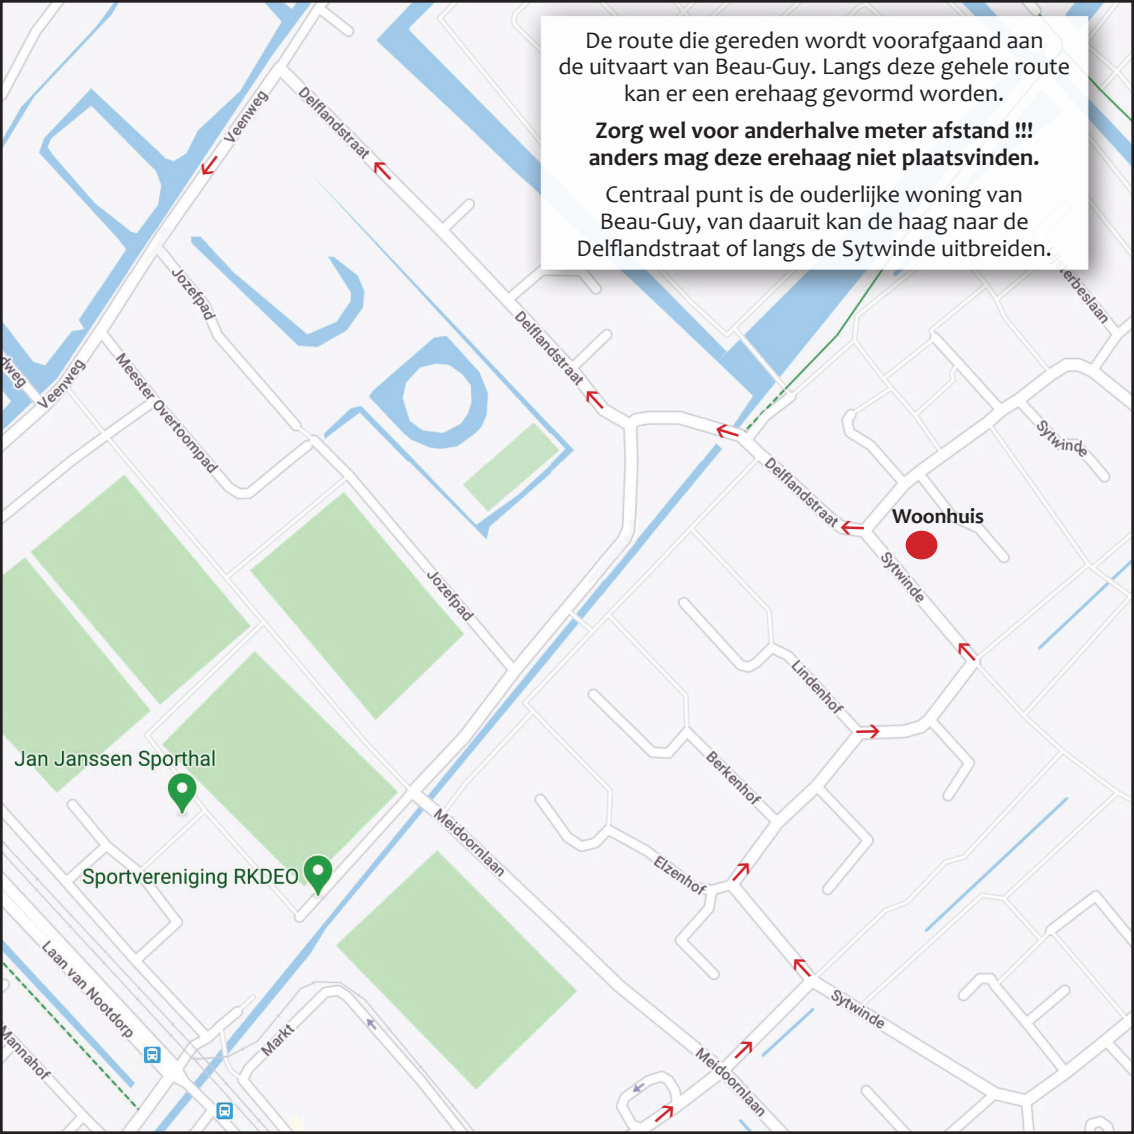 De route die gereden wordt voorafgaand aan
de uitvaart van Beau-Guy. Langs deze gehele route
kan er een erehaag gevormd worden.
Zorg wel voor anderhalve meter afstand !!!
anders mag deze erehaag niet plaatsvinden.
Centraal punt is de ouderlijke woning van
Beau-Guy, van daaruit kan de haag naar de
Delflandstraat of langs de Sytwinde uitbreiden.
Veenweg
Delflandstraat
Jozefpad
Delflandstraat
Veenweg
Meester Overtoompad
Sytwinde
Delflandstraat
Woonhuis
Sytwinde
Jozefpad
Lindenhof
Jan Janssen Sporthal
Berkenhof
Meidoornlaan
Elzenhof
Sportvereniging RKDEO
Laan van Nootdorp
Sytwinde
Markt
Mannahof
Meidoornlaan